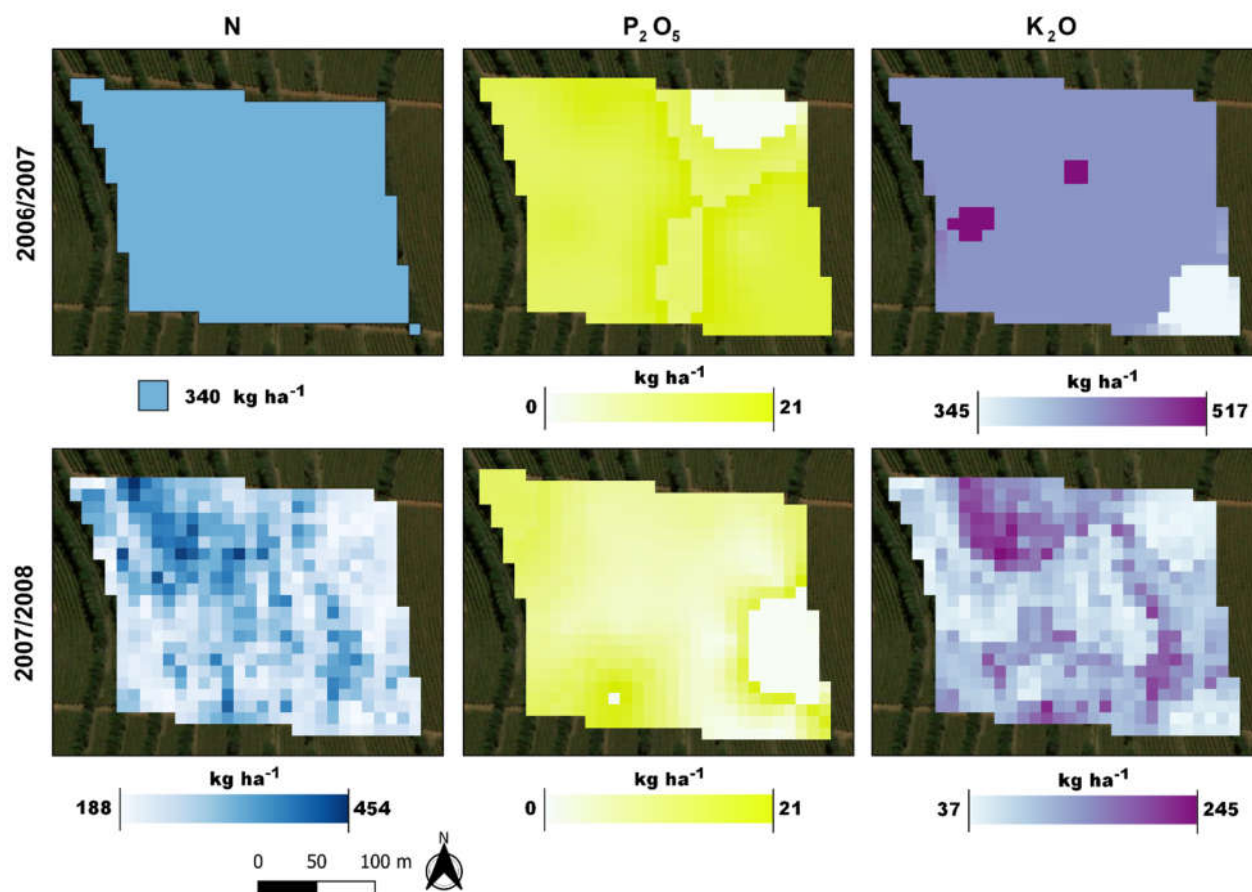 N P₂O₅ K₂O
2006/2007
340 kg ha⁻¹
kg ha⁻¹
0 21
kg ha⁻¹
345 517
2007/2008
kg ha⁻¹
188 454
kg ha⁻¹
0 21
kg ha⁻¹
37 245
0 50 100 m
N